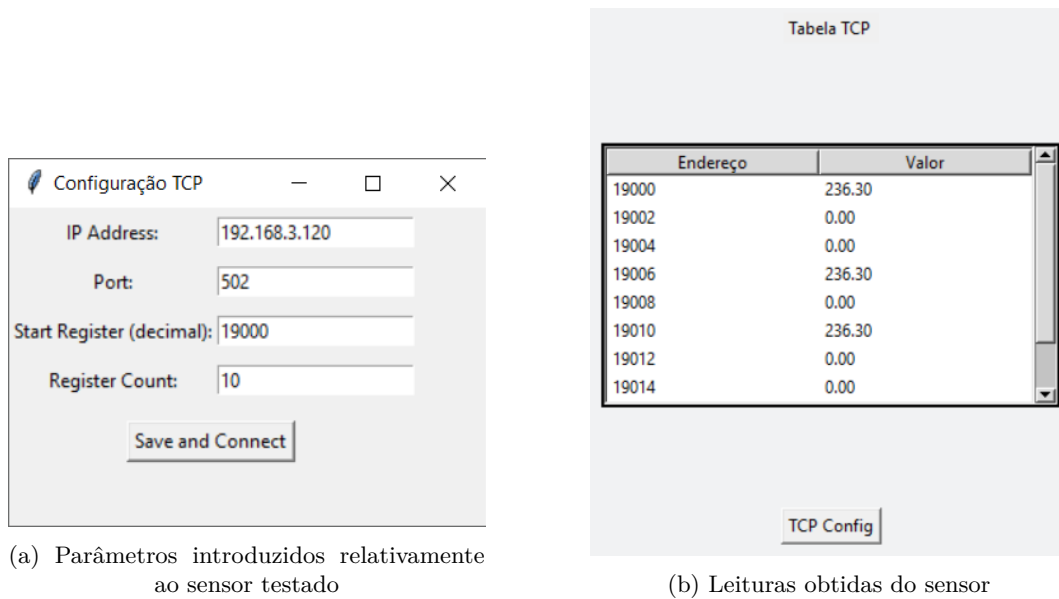 Configuração TCP
IP Address: 192.168.3.120
Port: 502
Start Register (decimal): 19000
Register Count: 10
Save and Connect
(a) Parâmetros introduzidos relativamente
ao sensor testado
Tabela TCP
Endereço Valor
19000 236.30
19002 0.00
19004 0.00
19006 236.30
19008 0.00
19010 236.30
19012 0.00
19014 0.00
TCP Config
(b) Leituras obtidas do sensor